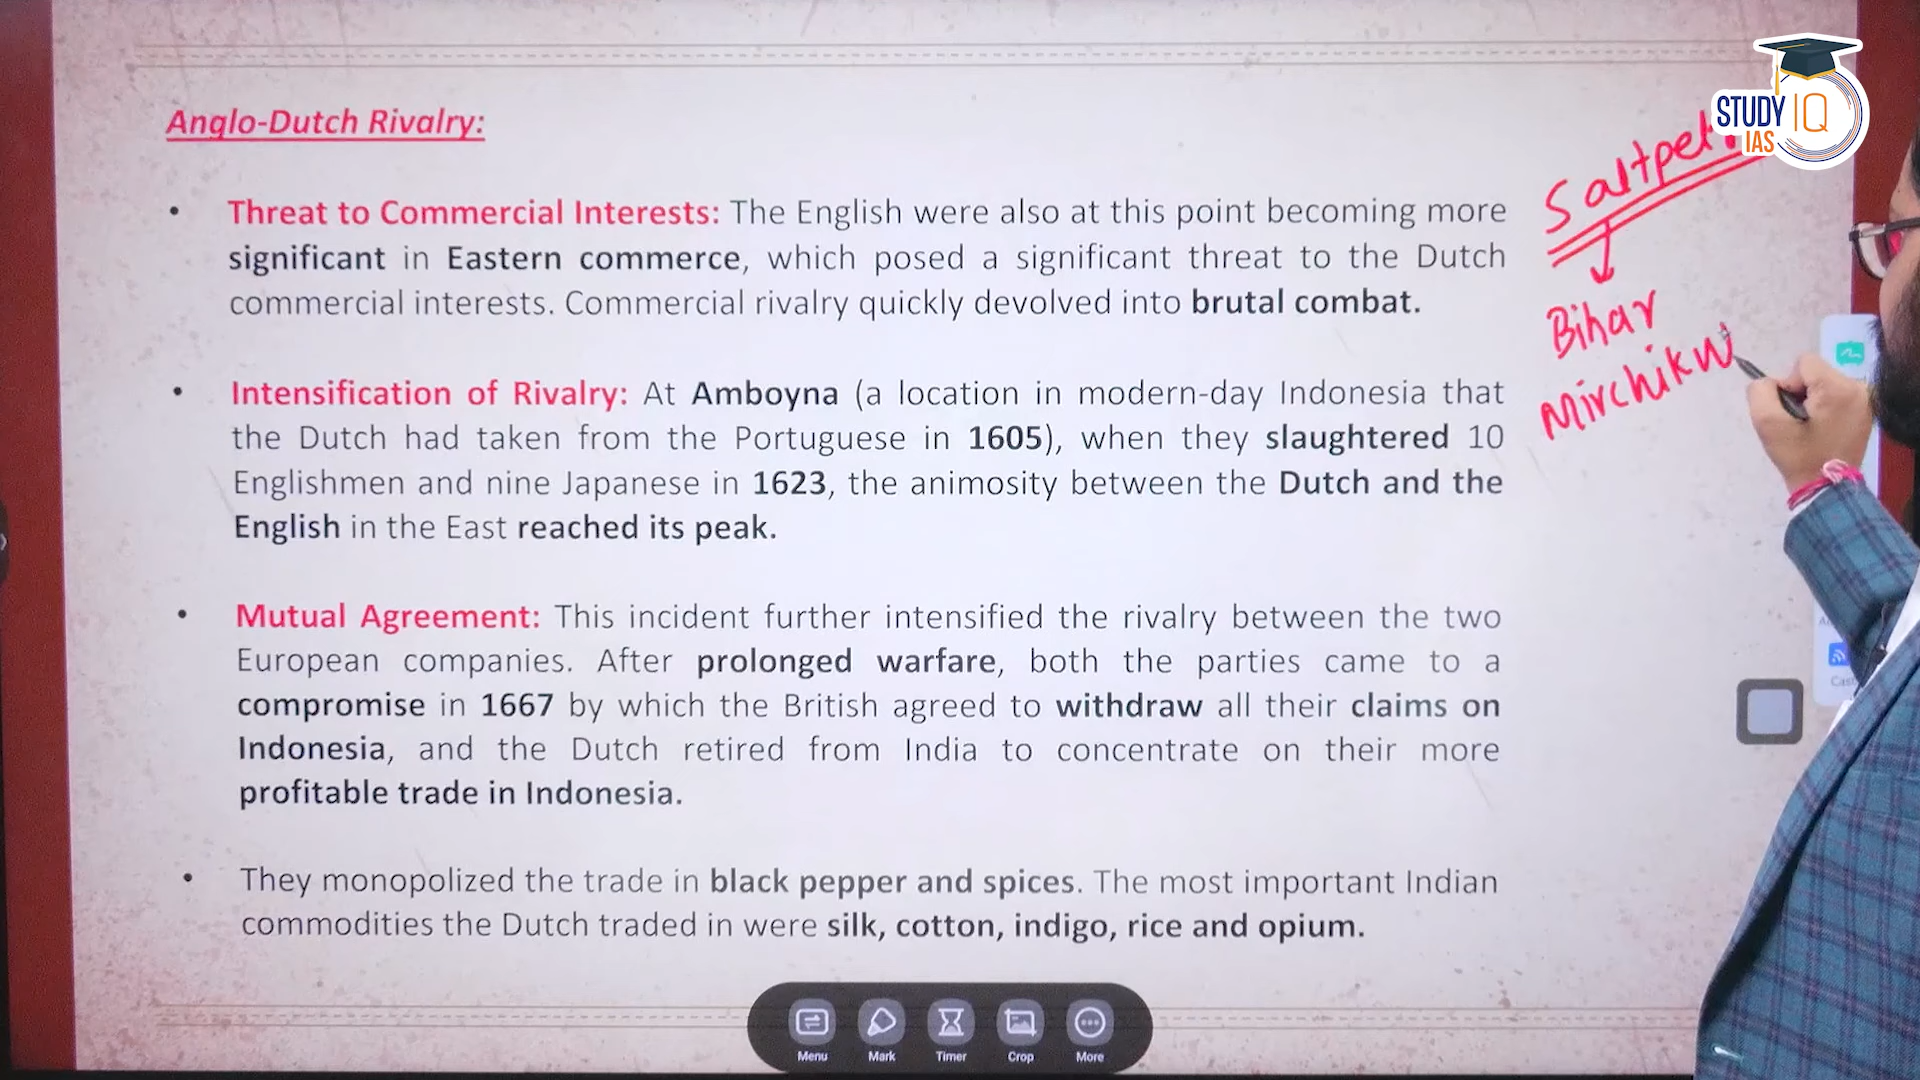 Anglo-Dutch Rivalry:
• Threat to Commercial Interests: The English were also at this point becoming more
significant in Eastern commerce, which posed a significant threat to the Dutch
commercial interests. Commercial rivalry quickly devolved into brutal combat.
• Intensification of Rivalry: At Amboyna (a location in modern-day Indonesia that
the Dutch had taken from the Portuguese in 1605), when they slaughtered 10
Englishmen and nine Japanese in 1623, the animosity between the Dutch and the
English in the East reached its peak.
• Mutual Agreement: This incident further intensified the rivalry between the two
European companies. After prolonged warfare, both the parties came to a
compromise in 1667 by which the British agreed to withdraw all their claims on
Indonesia, and the Dutch retired from India to concentrate on their more
profitable trade in Indonesia.
• They monopolized the trade in black pepper and spices. The most important Indian
commodities the Dutch traded in were silk, cotton, indigo, rice and opium.
STUDY IQ
IAS
Bihar
Menu Mark Timer Crop More